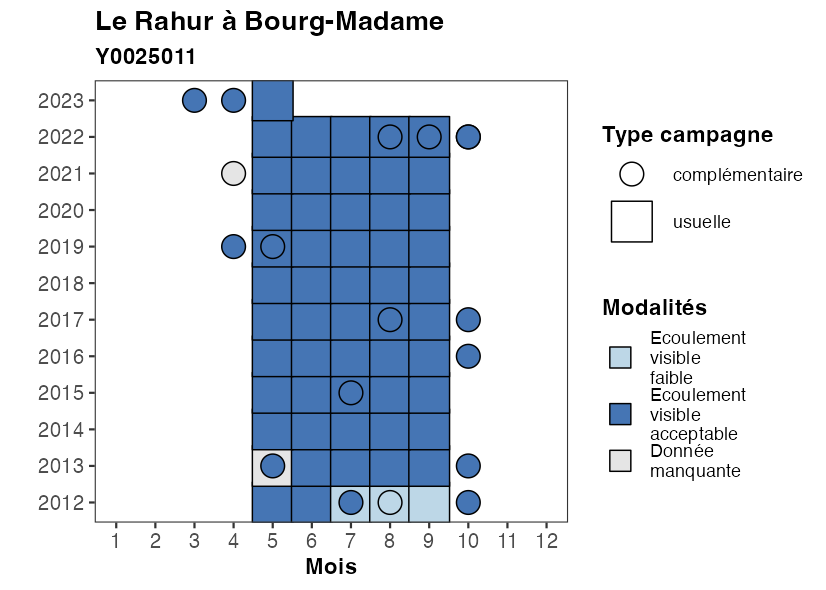 Le Rahur à Bourg-Madame
Y0025011
2023
2022
2021
2020
2019
2018
2017
2016
2015
2014
2013
2012
1 2 3 4 5 6 7 8 9 10 11 12
Mois
Type campagne
complémentaire
usuelle
Modalités
Ecoulement
visible
faible
Ecoulement
visible
acceptable
Donnée
manquante